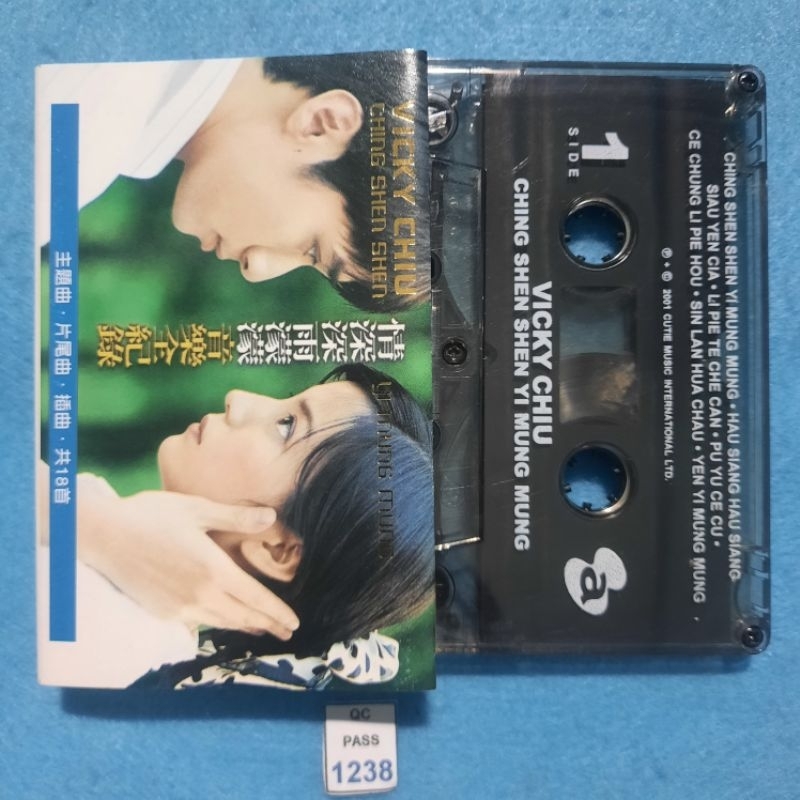 VICKY CHIU
CHING SHEN SHEN
YI MUNG MUNG
情深深雨濛濛
音樂全紀錄
主題曲·片尾曲·插曲·共18首
1
SIDE
VICKY CHIU
CHING SHEN SHEN YI MUNG MUNG
CHING SHEN SHEN YI MUNG MUNG • HAU SIANG HAU SIANG
SIAU YEN CIA • LI PIE TE CHE CAN • PU YU CE CU •
CE CHUNG LI PIE HOU • SIN LAN HUA CHAU • YEN YI MUNG MUNG
℗ + © 2001 CUTIE MUSIC INTERNATIONAL LTD.
a
QC
PASS
1238